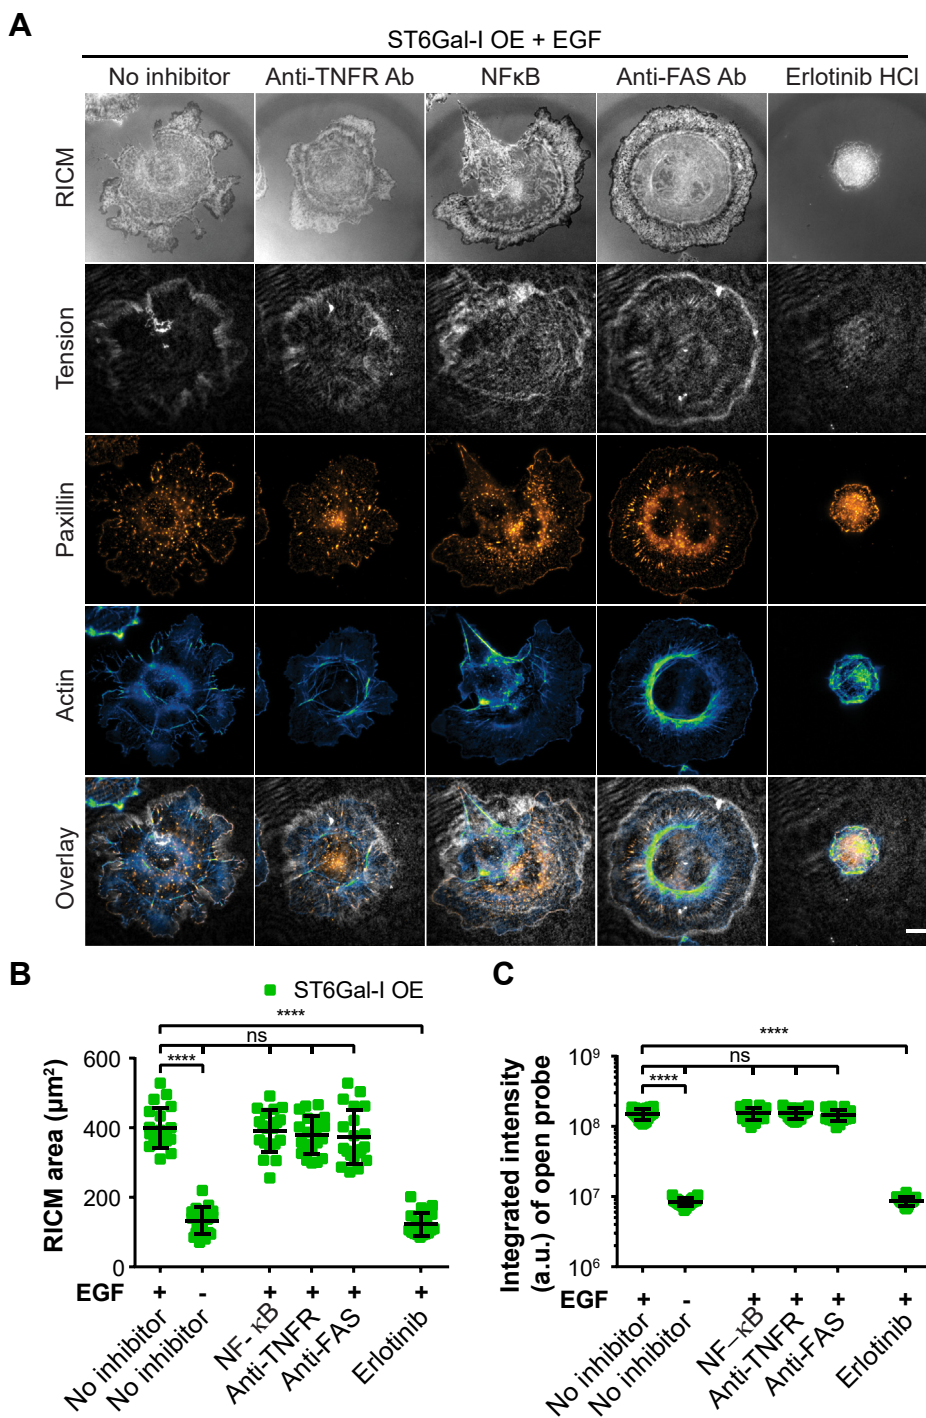 A
ST6Gal-I OE + EGF
No inhibitor Anti-TNFR Ab NFκB Anti-FAS Ab Erlotinib HCl
RICM
Tension
Paxillin
Actin
Overlay
B
ST6Gal-I OE
****
ns
****
RICM area (µm²)
600
400
200
0
EGF + - + + + +
No inhibitor
No inhibitor
NF- κB
Anti-TNFR
Anti-FAS
Erlotinib
C
****
ns
****
Integrated intensity
(a.u.) of open probe
10⁹
10⁸
10⁷
10⁶
EGF + - + + + +
No inhibitor
No inhibitor
NF–κB
Anti-TNFR
Anti-FAS
Erlotinib